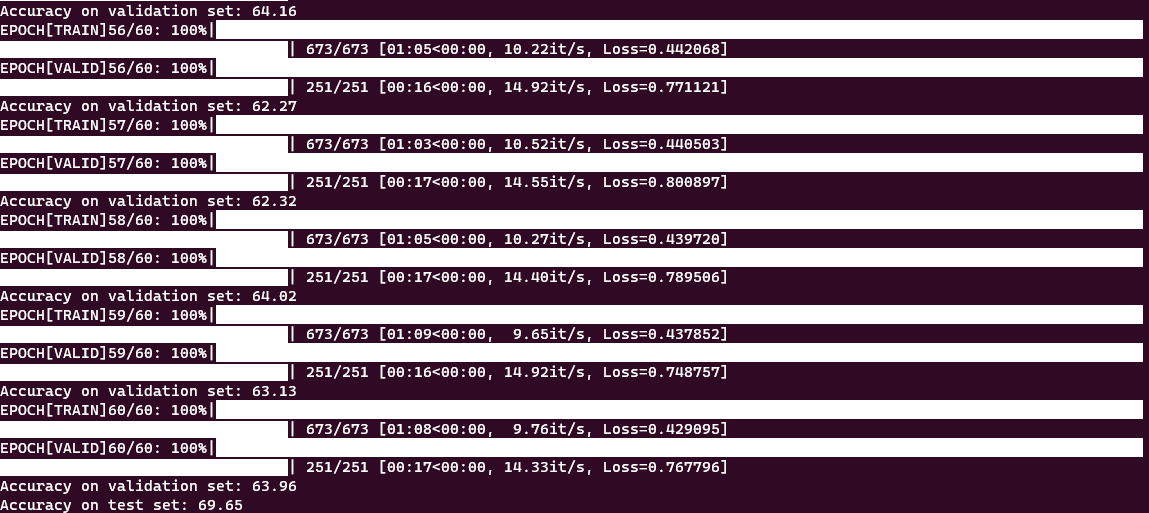 Accuracy on validation set: 64.16
EPOCH[TRAIN]56/60: 100%|
| 673/673 [01:05<00:00, 10.22it/s, Loss=0.442068]
EPOCH[VALID]56/60: 100%|
| 251/251 [00:16<00:00, 14.92it/s, Loss=0.771121]
Accuracy on validation set: 62.27
EPOCH[TRAIN]57/60: 100%|
| 673/673 [01:03<00:00, 10.52it/s, Loss=0.440503]
EPOCH[VALID]57/60: 100%|
| 251/251 [00:17<00:00, 14.55it/s, Loss=0.800897]
Accuracy on validation set: 62.32
EPOCH[TRAIN]58/60: 100%|
| 673/673 [01:05<00:00, 10.27it/s, Loss=0.439720]
EPOCH[VALID]58/60: 100%|
| 251/251 [00:17<00:00, 14.40it/s, Loss=0.789506]
Accuracy on validation set: 64.02
EPOCH[TRAIN]59/60: 100%|
| 673/673 [01:09<00:00,  9.65it/s, Loss=0.437852]
EPOCH[VALID]59/60: 100%|
| 251/251 [00:16<00:00, 14.92it/s, Loss=0.748757]
Accuracy on validation set: 63.13
EPOCH[TRAIN]60/60: 100%|
| 673/673 [01:08<00:00,  9.76it/s, Loss=0.429095]
EPOCH[VALID]60/60: 100%|
| 251/251 [00:17<00:00, 14.33it/s, Loss=0.767796]
Accuracy on validation set: 63.96
Accuracy on test set: 69.65